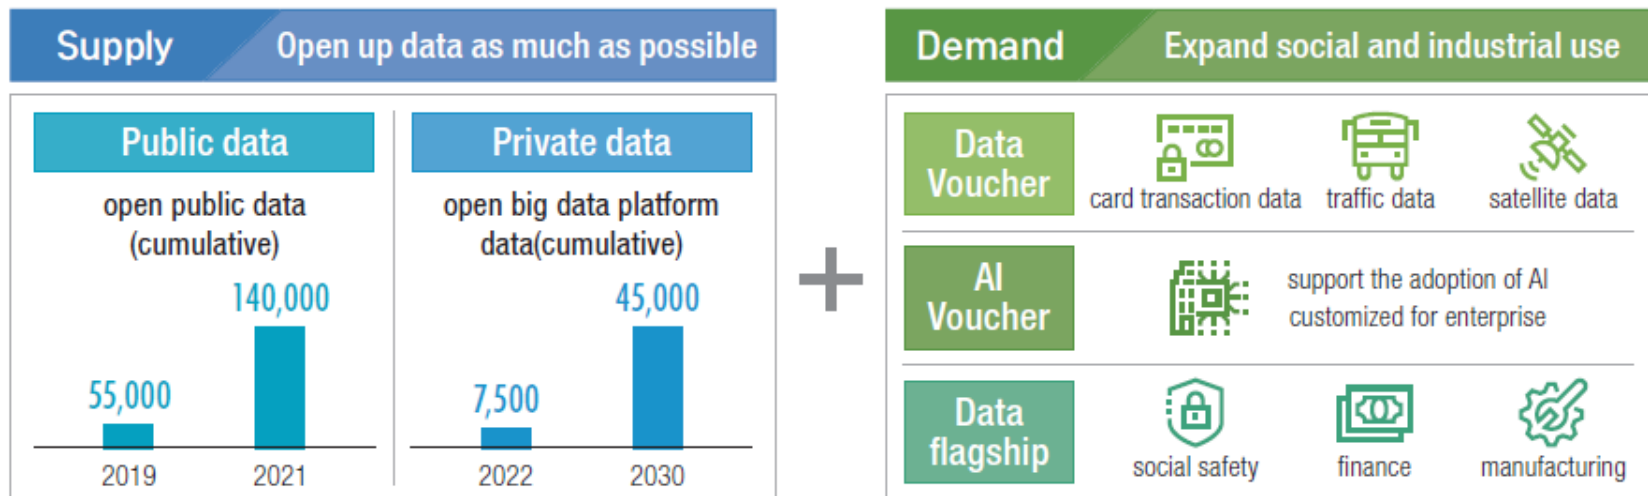 Supply
Open up data as much as possible
Public data
open public data
(cumulative)
55,000
140,000
2019
2021
Private data
open big data platform
data(cumulative)
7,500
45,000
2022
2030
+
Demand
Expand social and industrial use
Data
Voucher
card transaction data
traffic data
satellite data
AI
Voucher
support the adoption of AI
customized for enterprise
Data
flagship
social safety
finance
manufacturing